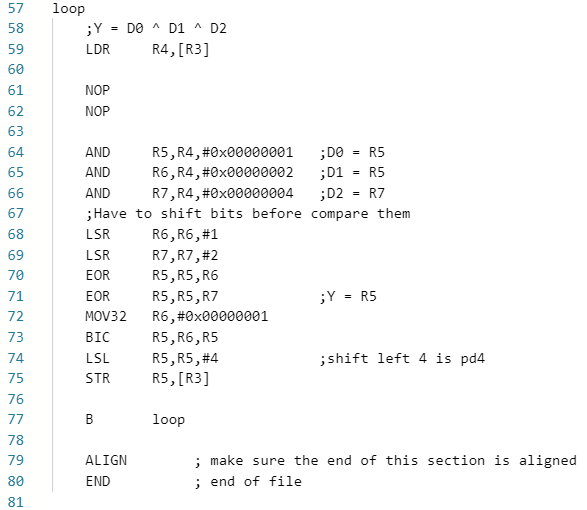 57 loop
58 ;Y = D0 ^ D1 ^ D2
59 LDR R4,[R3]
60
61 NOP
62 NOP
63
64 AND R5,R4,#0x00000001 ;D0 = R5
65 AND R6,R4,#0x00000002 ;D1 = R5
66 AND R7,R4,#0x00000004 ;D2 = R7
67 ;Have to shift bits before compare them
68 LSR R6,R6,#1
69 LSR R7,R7,#2
70 EOR R5,R5,R6
71 EOR R5,R5,R7 ;Y = R5
72 MOV32 R6,#0x00000001
73 BIC R5,R6,R5
74 LSL R5,R5,#4 ;shift left 4 is pd4
75 STR R5,[R3]
76
77 B loop
78
79 ALIGN ; make sure the end of this section is aligned
80 END ; end of file
81